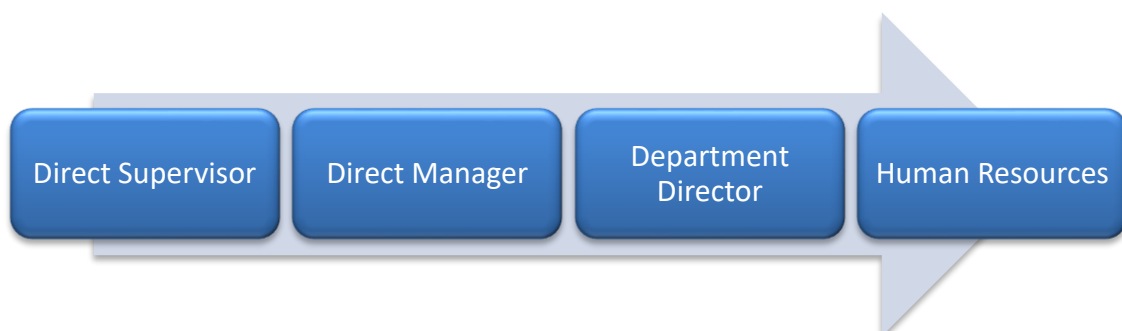 Direct Supervisor
Direct Manager
Department
Director
Human Resources